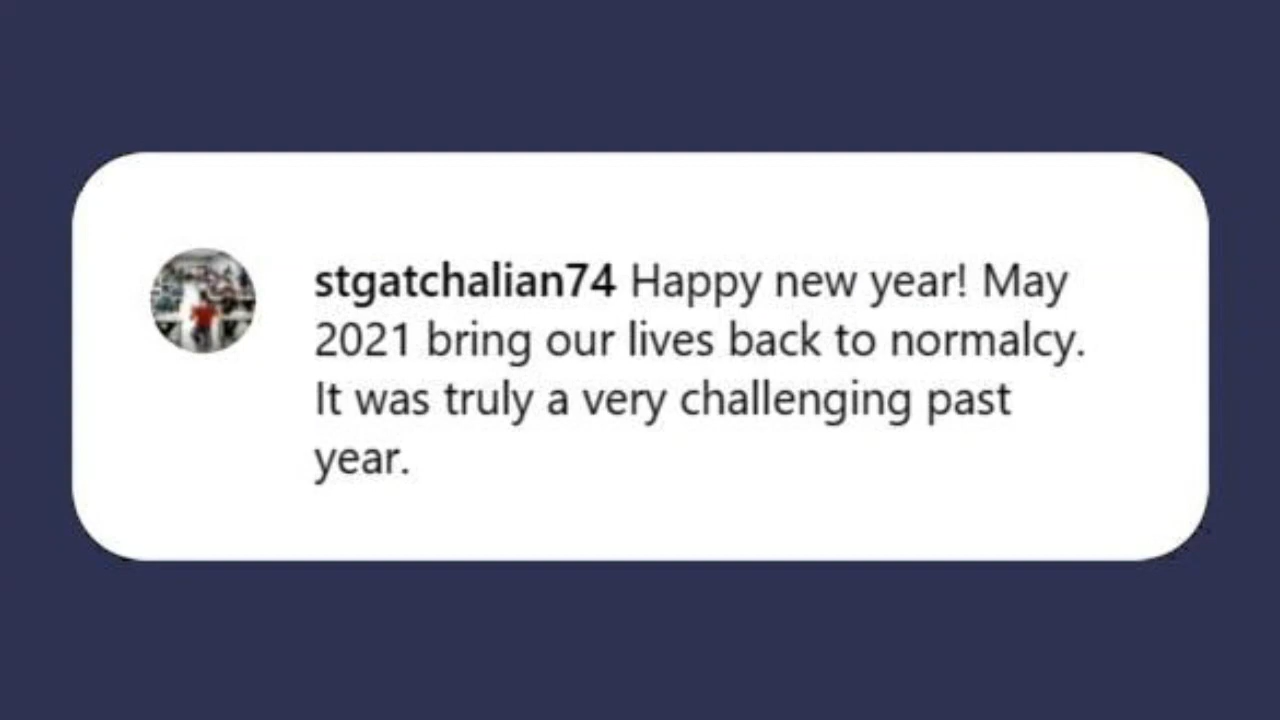 stgatchalian74 Happy new year! May
2021 bring our lives back to normalcy.
It was truly a very challenging past
year.